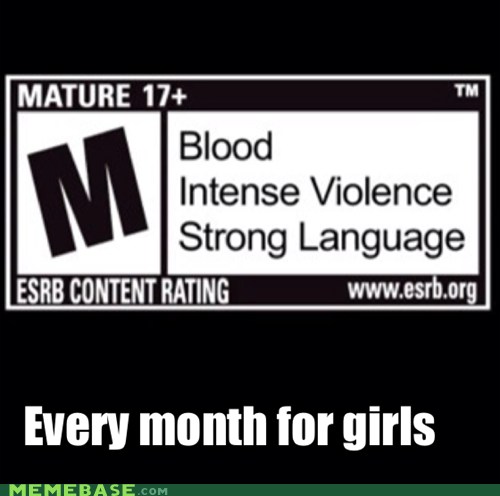 MATURE 17+ TM
M
Blood
Intense Violence
Strong Language
ESRB CONTENT RATING www.esrb.org
Every month for girls
MEMEBASE.COM